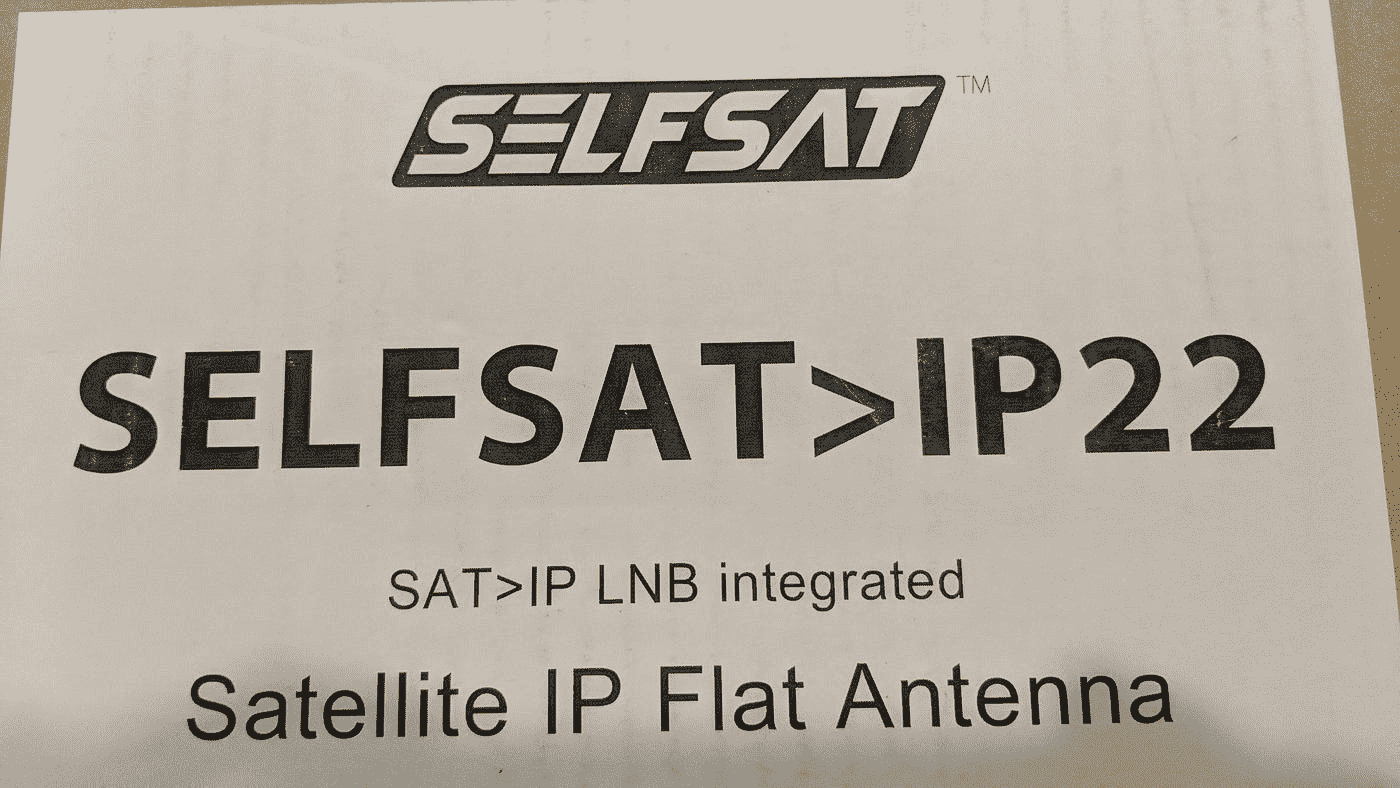 SELFSAT™
SELFSAT>IP22
SAT>IP LNB integrated
Satellite IP Flat Antenna